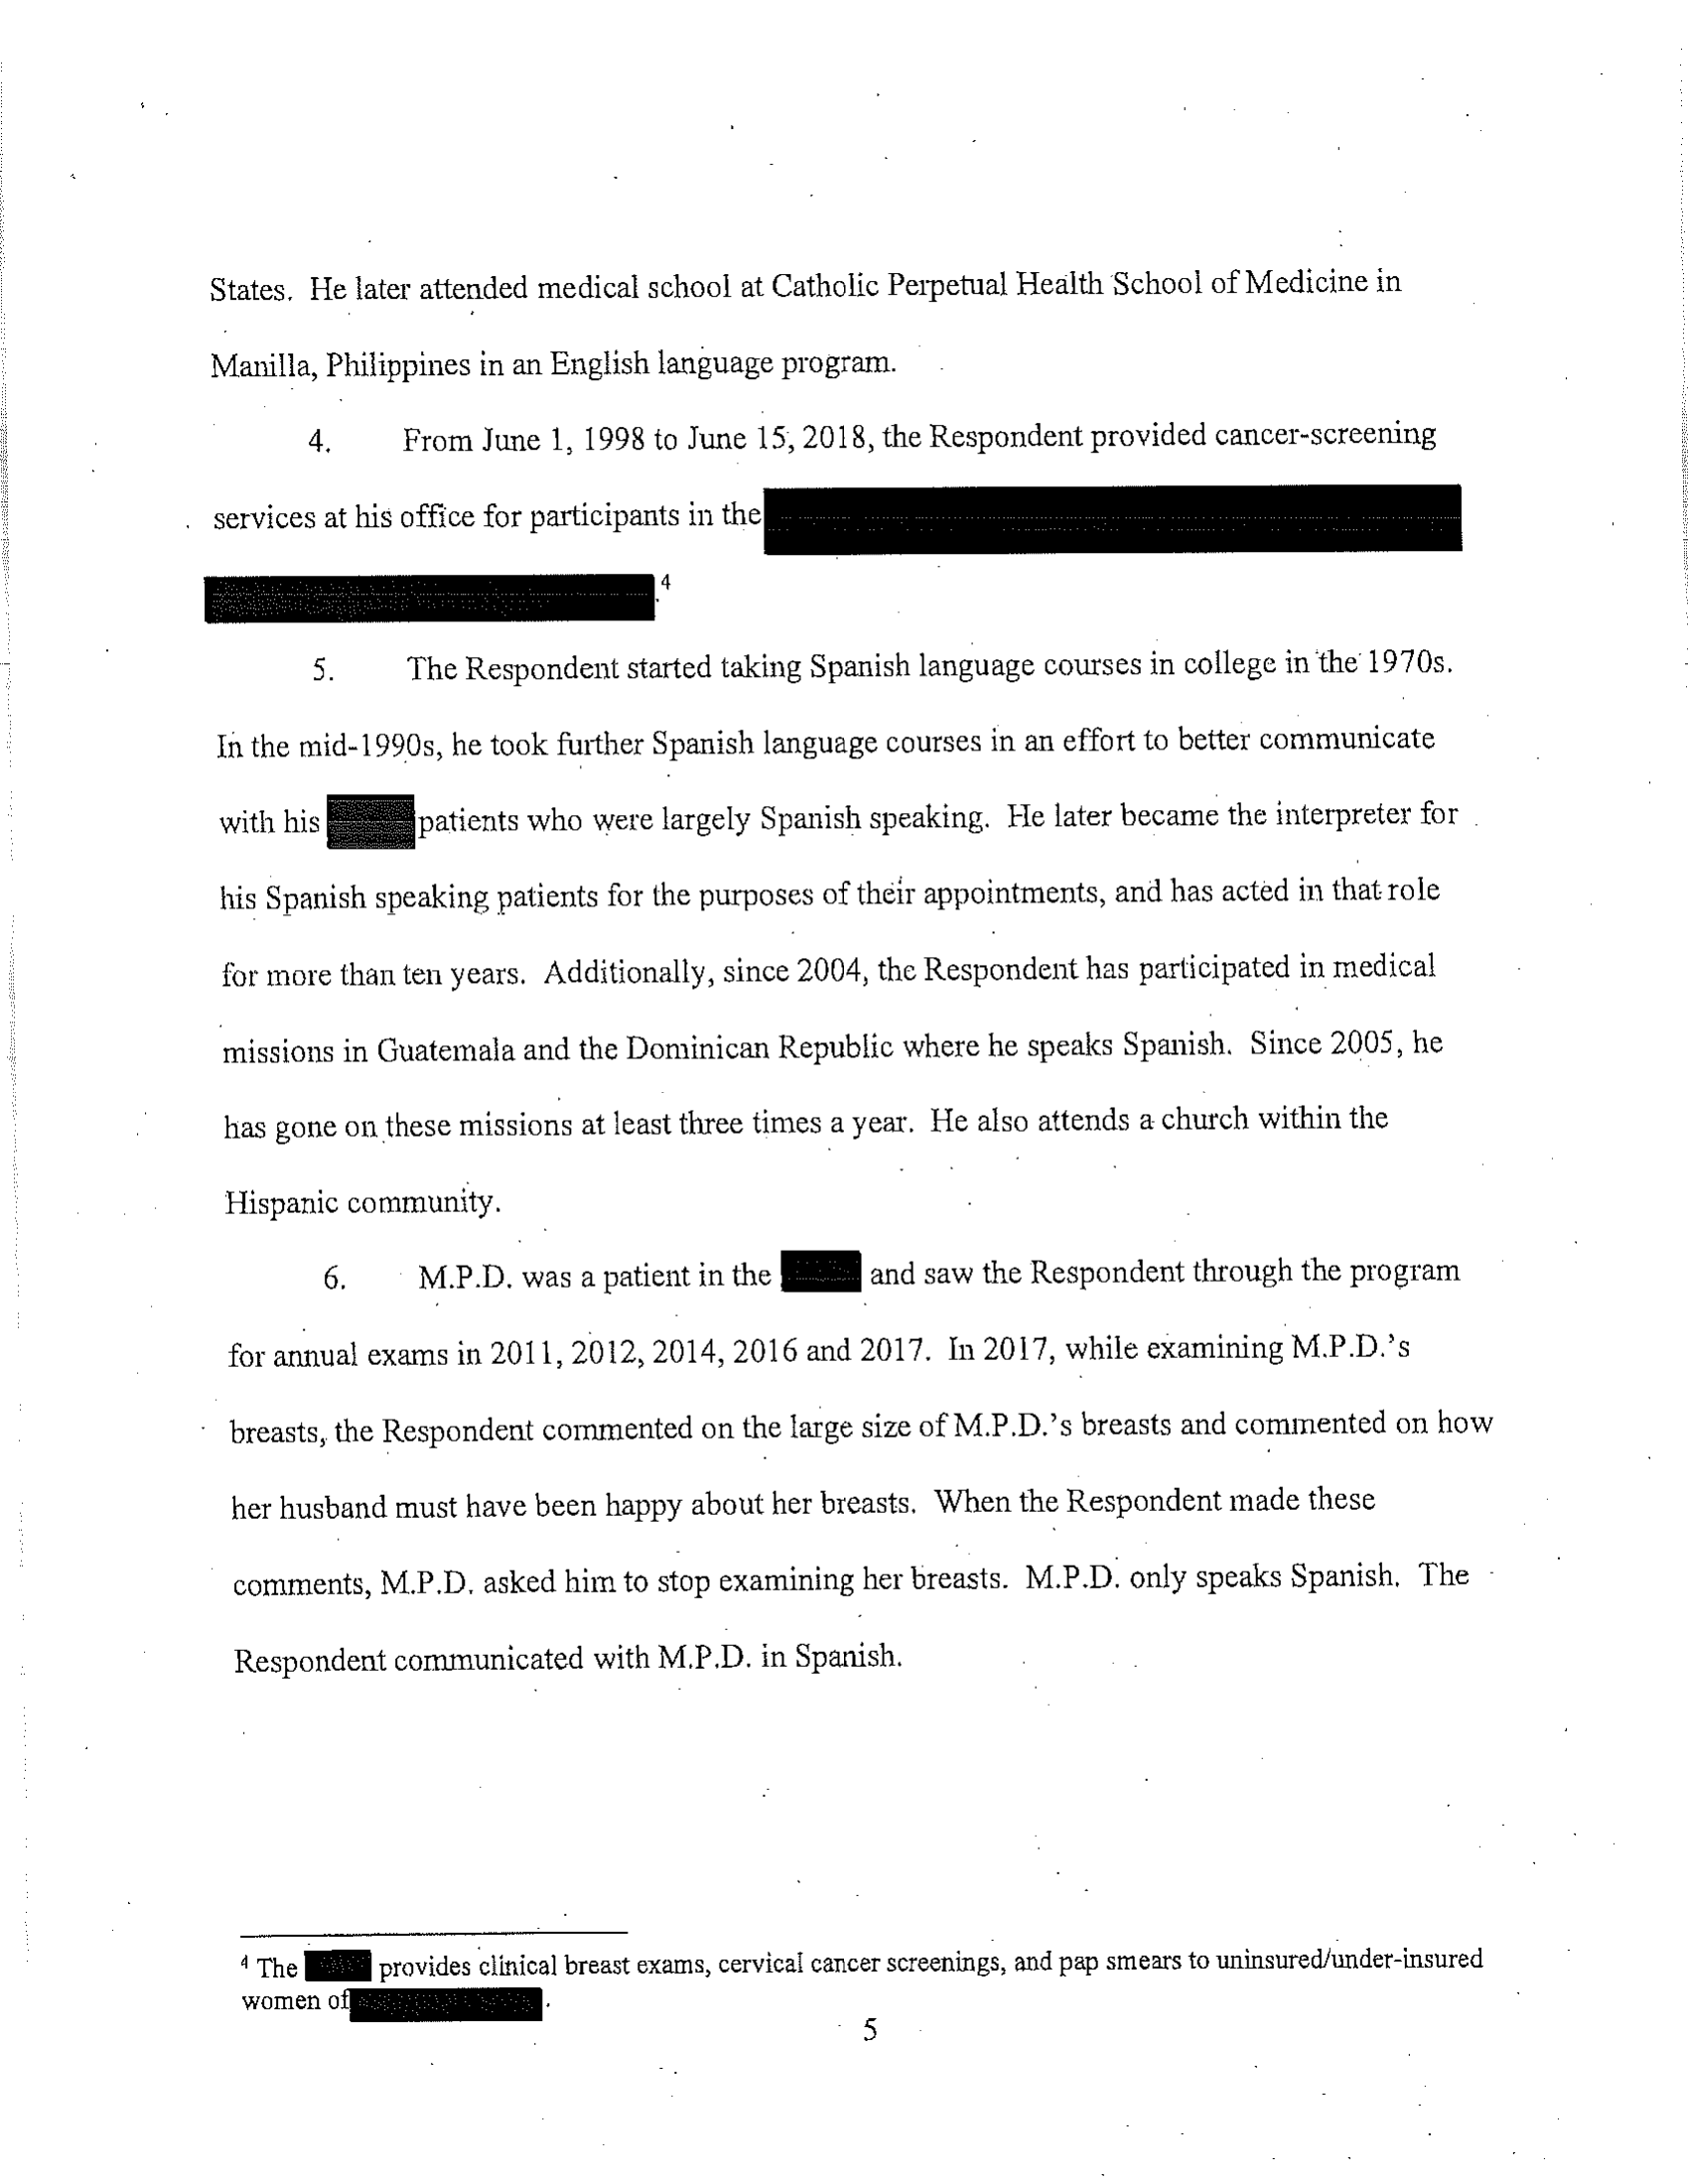 States. He later attended medical school at Catholic Perpetual Health School of Medicine in
Manilla, Philippines in an English language program.
4. From June 1, 1998 to June 15, 2018, the Respondent provided cancer-screening
services at his office for participants in the
.4
5. The Respondent started taking Spanish language courses in college in the 1970s.
In the mid-1990s, he took further Spanish language courses in an effort to better communicate
with his patients who were largely Spanish speaking. He later became the interpreter for
his Spanish speaking patients for the purposes of their appointments, and has acted in that role
for more than ten years. Additionally, since 2004, the Respondent has participated in medical
missions in Guatemala and the Dominican Republic where he speaks Spanish. Since 2005, he
has gone on these missions at least three times a year. He also attends a church within the
Hispanic community.
6. M.P.D. was a patient in the and saw the Respondent through the program
for annual exams in 2011, 2012, 2014, 2016 and 2017. In 2017, while examining M.P.D.'s
breasts, the Respondent commented on the large size of M.P.D.'s breasts and commented on how
her husband must have been happy about her breasts. When the Respondent made these
comments, M.P.D. asked him to stop examining her breasts. M.P.D. only speaks Spanish. The
Respondent communicated with M.P.D. in Spanish.
4 The provides clinical breast exams, cervical cancer screenings, and pap smears to uninsured/under-insured
women of .
5